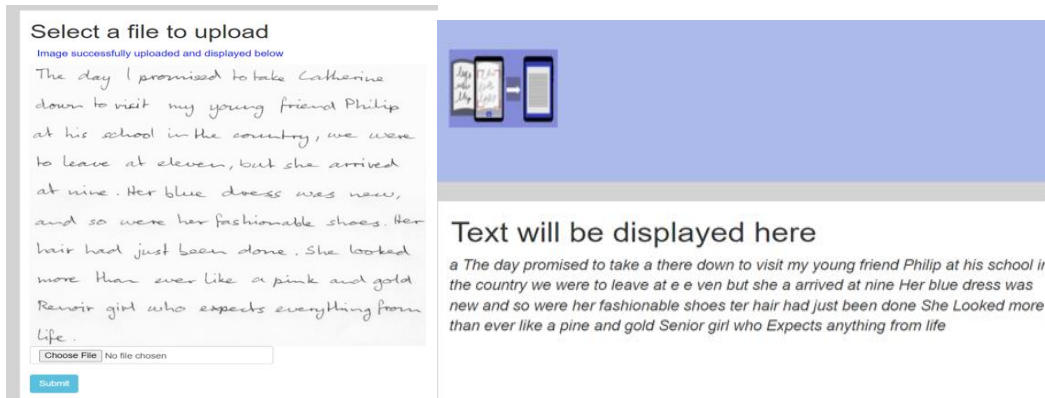 Select a file to upload
Image successfully uploaded and displayed below
The day I promised to take Catherine
down to visit my young friend Philip
at his school in the country, we were
to leave at eleven, but she arrived
at nine. Her blue dress was new,
and so were her fashionable shoes. Her
hair had just been done. She looked
more than ever like a pink and gold
Renoir girl who expects everything from
life.
Choose File No file chosen
Submit
Text will be displayed here
a The day promised to take a there down to visit my young friend Philip at his school in
the country we were to leave at e e ven but she a arrived at nine Her blue dress was
new and so were her fashionable shoes ter hair had just been done She Looked more
than ever like a pine and gold Senior girl who Expects anything from life